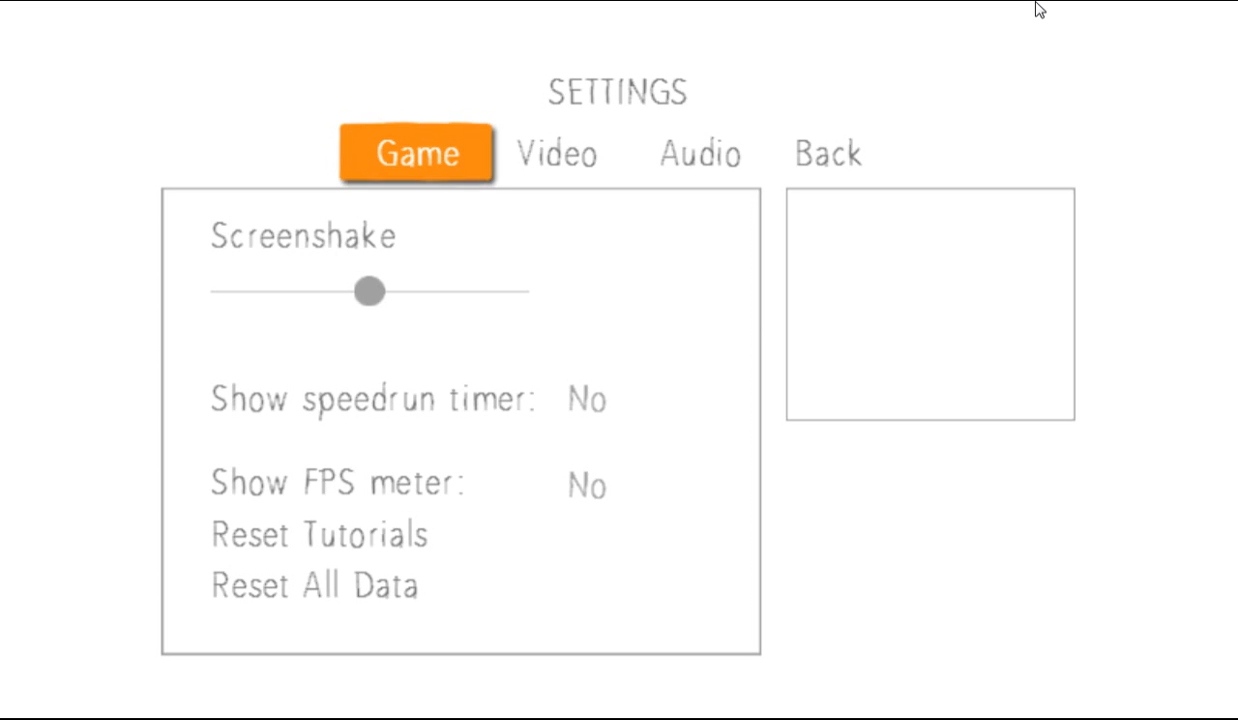 SETTINGS
Game Video Audio Back
Screenshake
Show speedrun timer: No
Show FPS meter: No
Reset Tutorials
Reset All Data